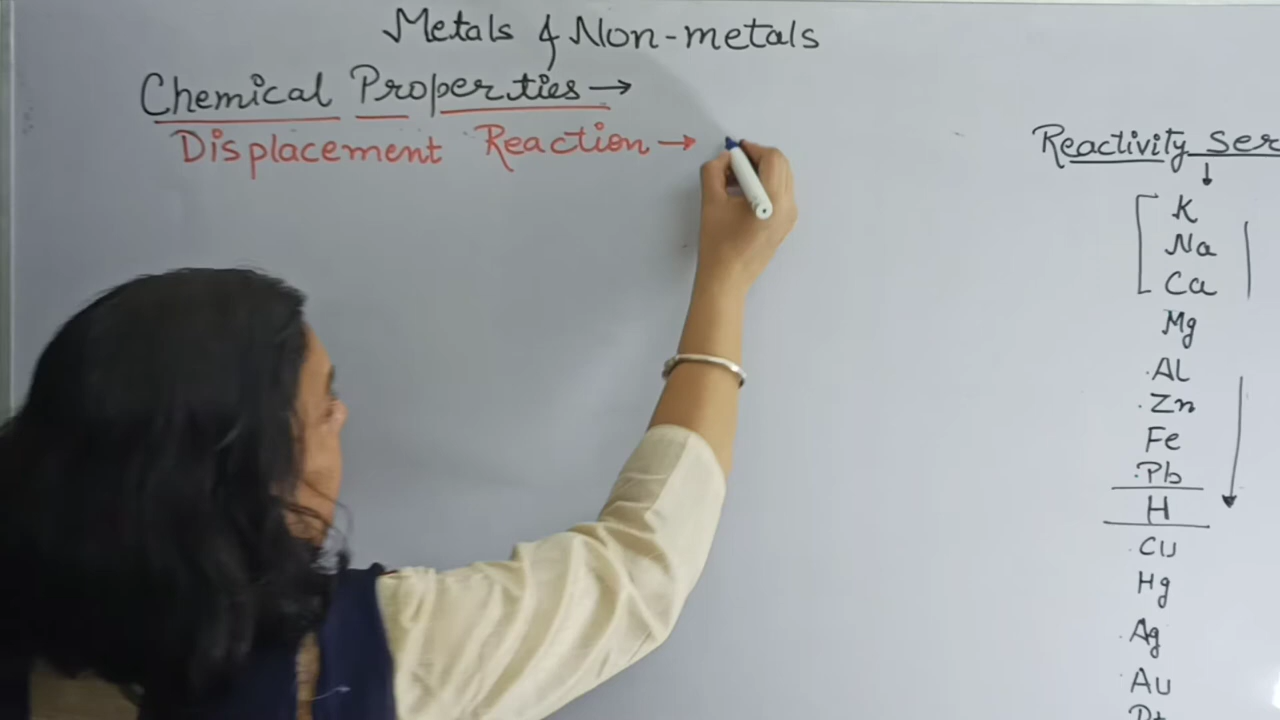 Metals & Non-metals
Chemical Properties →
Displacement Reaction →
Reactivity Ser
↓
K
Na
Ca
Mg
Al
Zn
Fe
Pb
H
Cu
Hg
Ag
Au